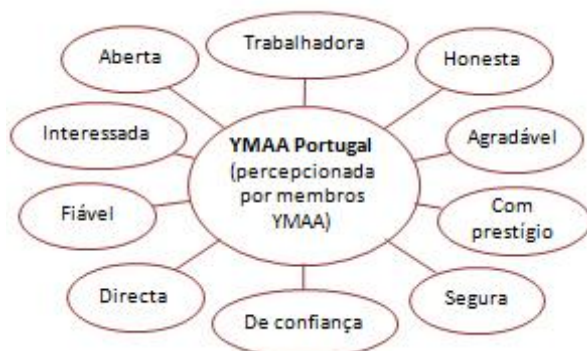 Trabalhadora
Aberta
Honesta
Interessada
YMAA Portugal
(percepcionada
por membros
YMAA)
Agradável
Fiável
Com
prestígio
Directa
Segura
De confiança